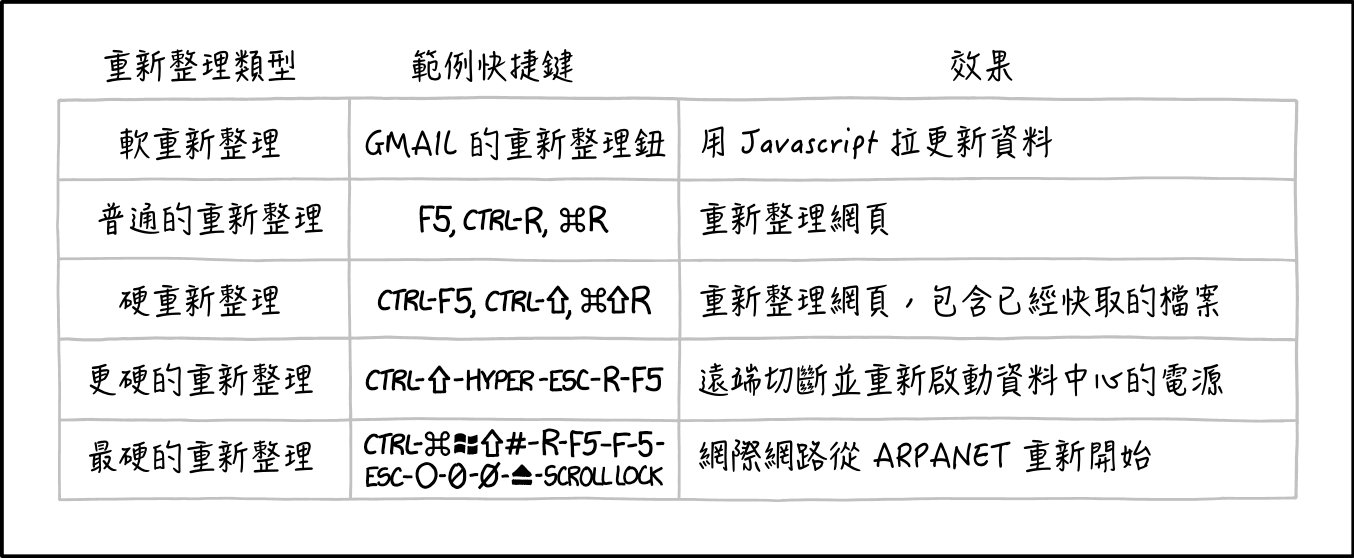 重新整理類型 範例快捷鍵 效果
軟重新整理 GMAIL 的重新整理鈕 用 Javascript 拉更新資料
普通的重新整理 F5, CTRL-R, ⌘R 重新整理網頁
硬重新整理 CTRL-F5, CTRL-⇧, ⌘⇧R 重新整理網頁，包含已經快取的檔案
更硬的重新整理 CTRL-⇧-HYPER-ESC-R-F5 遠端切斷並重新啟動資料中心的電源
最硬的重新整理 CTRL-⌘⊞⇧#-R-F5-F-5- 網際網路從 ARPANET 重新開始
ESC-O-0-Ø-⏏-SCROLL LOCK